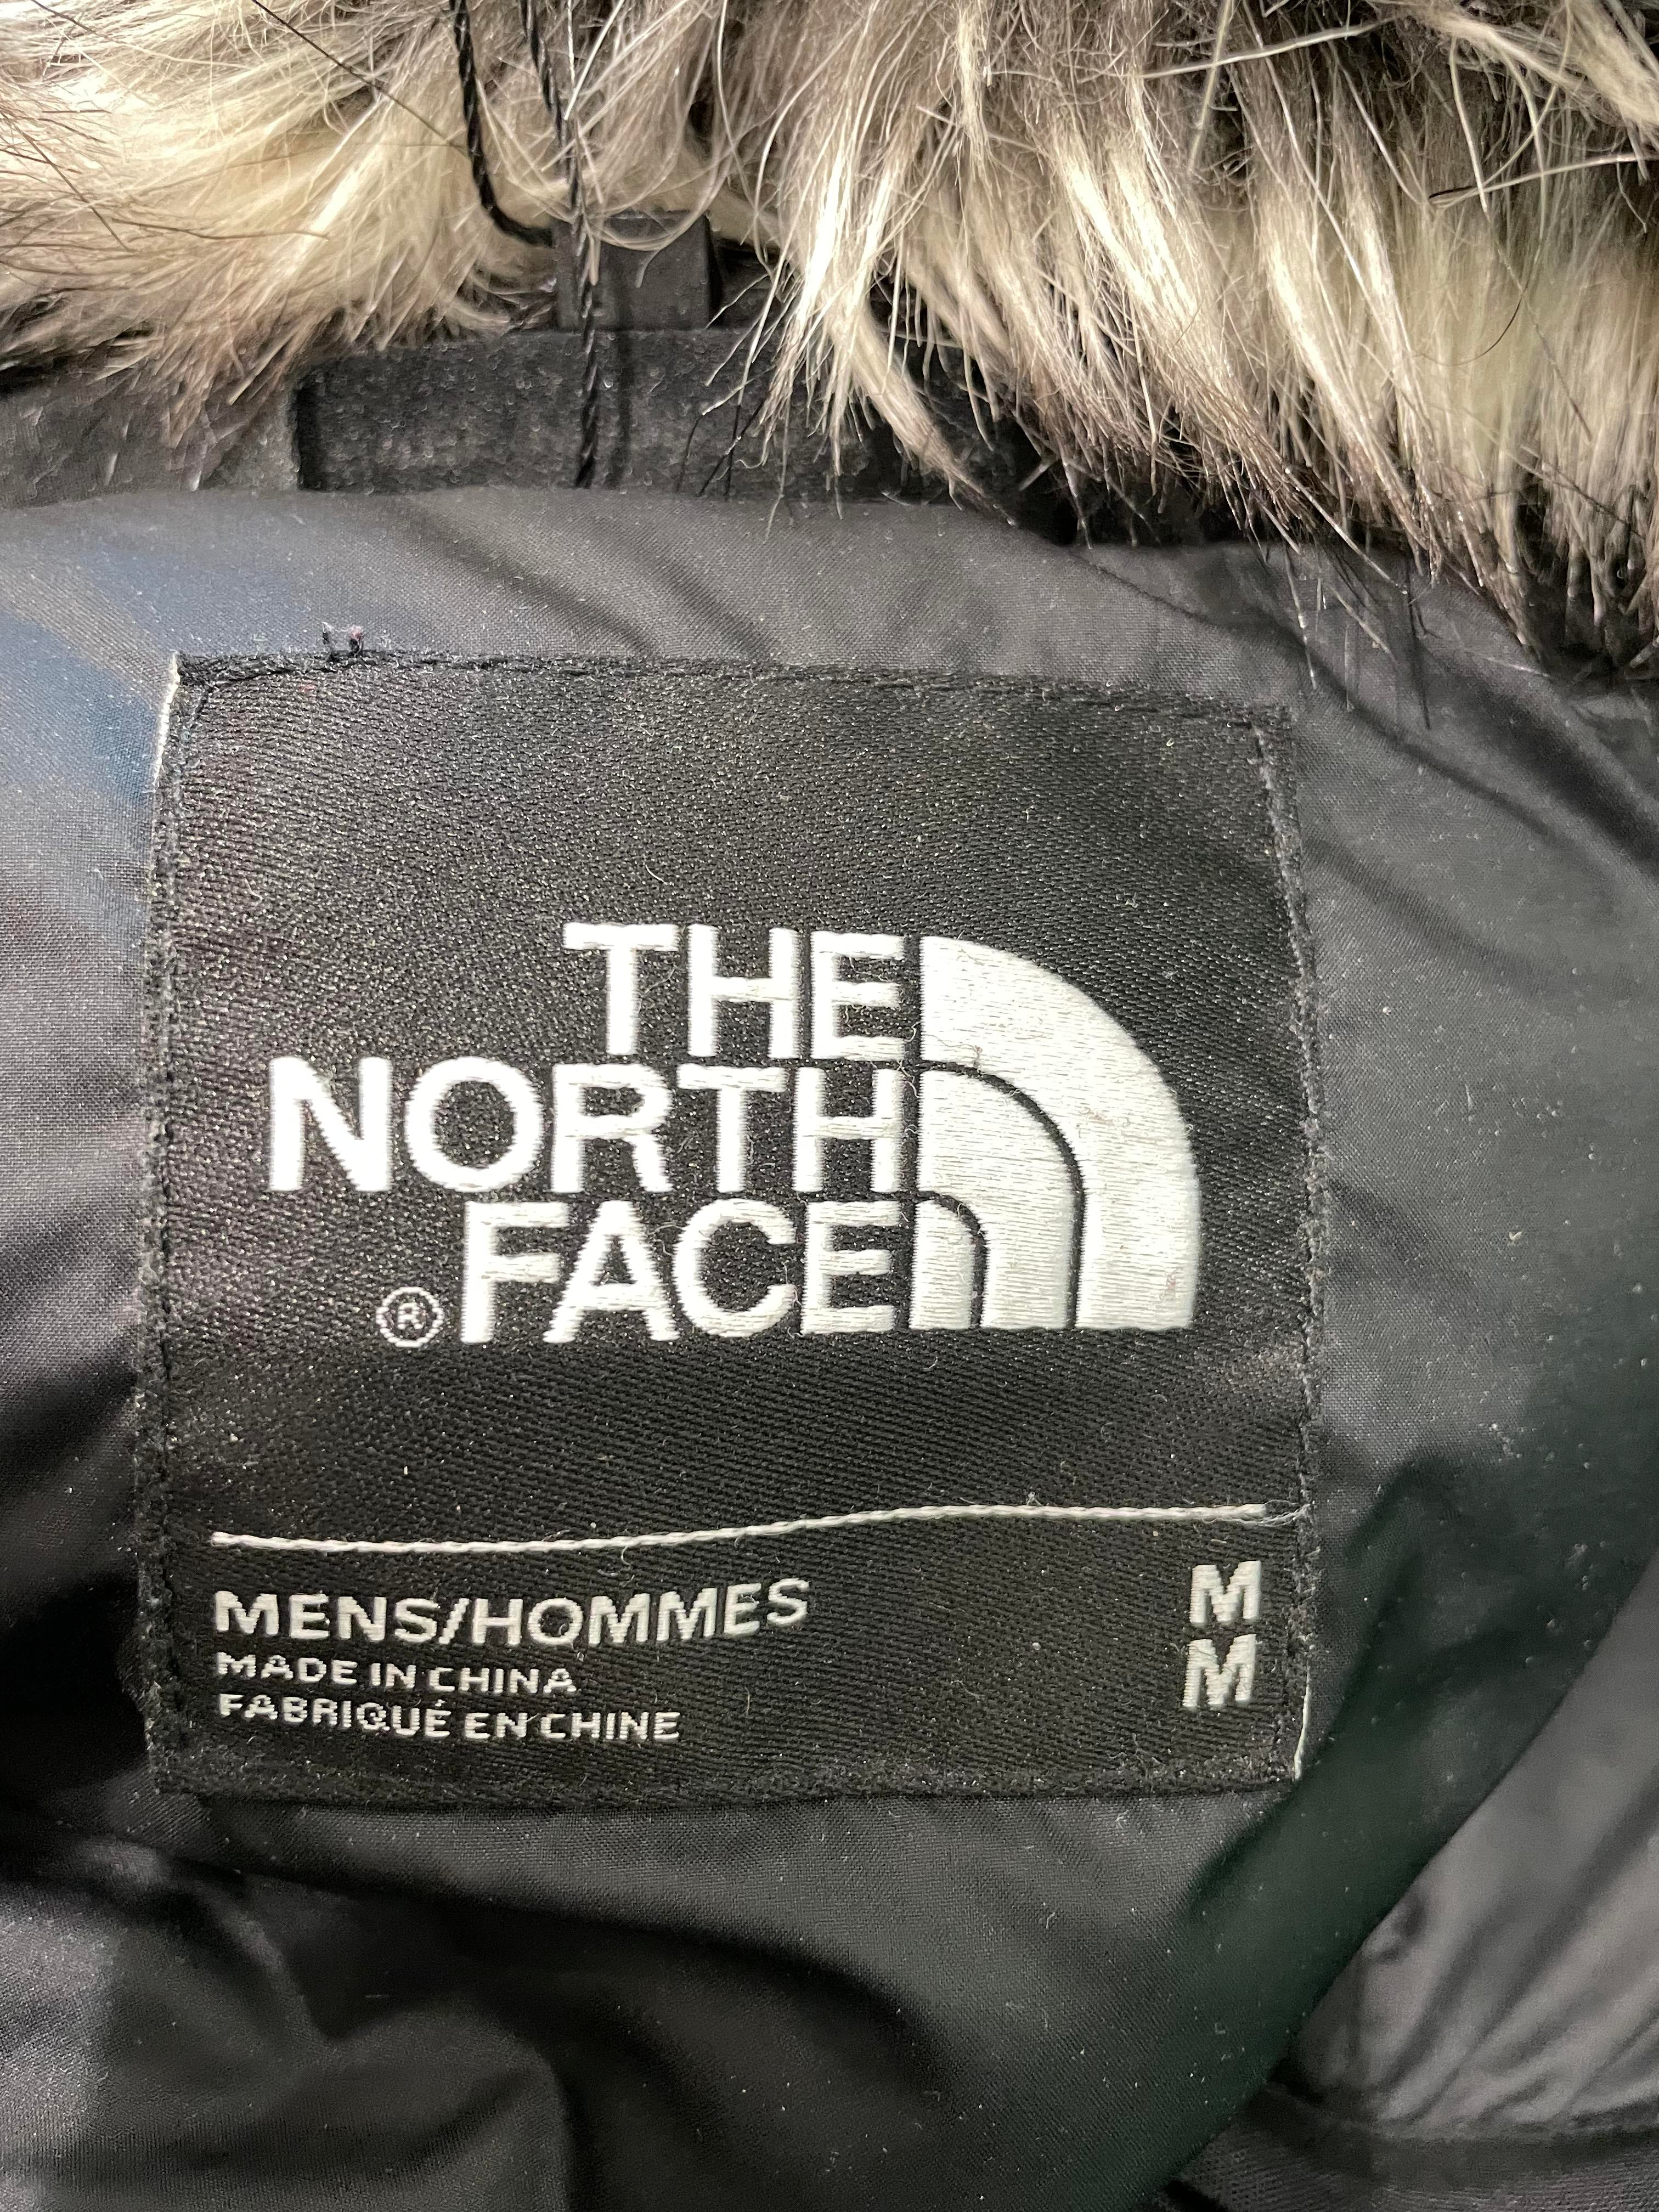 THE
NORTH
® FACE
MENS/HOMMES M
MADE IN CHINA M
FABRIQUÉ EN CHINE